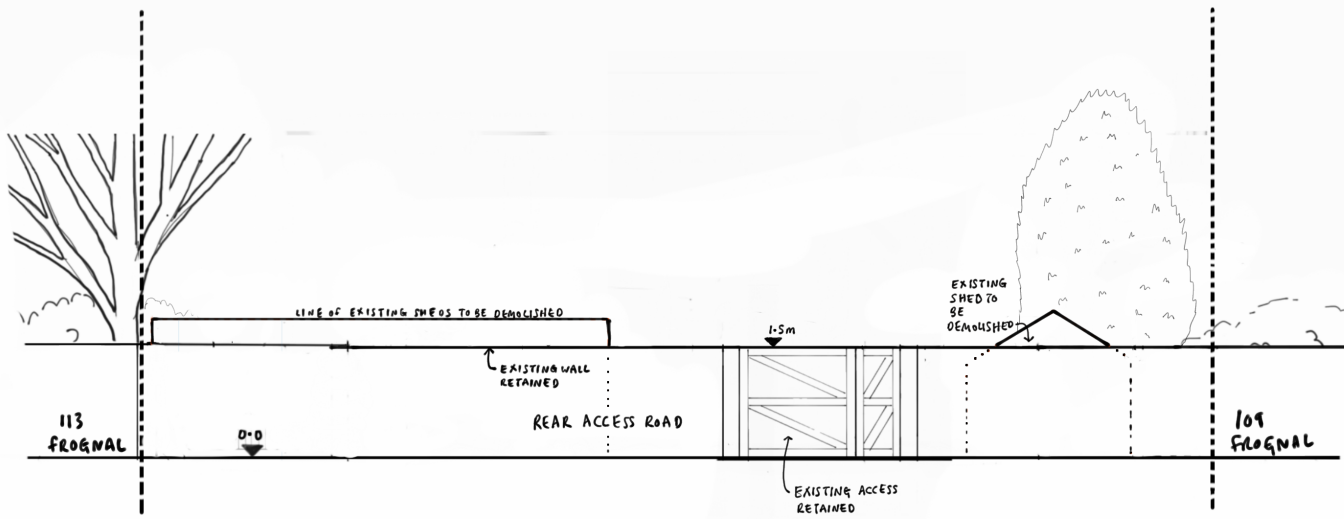 LINE OF EXISTING SHEDS TO BE DEMOLISHED
EXISTING
SHED TO
BE
DEMOLISHED
1.5m
EXISTING WALL
RETAINED
REAR ACCESS ROAD
113
FROGNAL
0.0
109
FROGNAL
EXISTING ACCESS
RETAINED